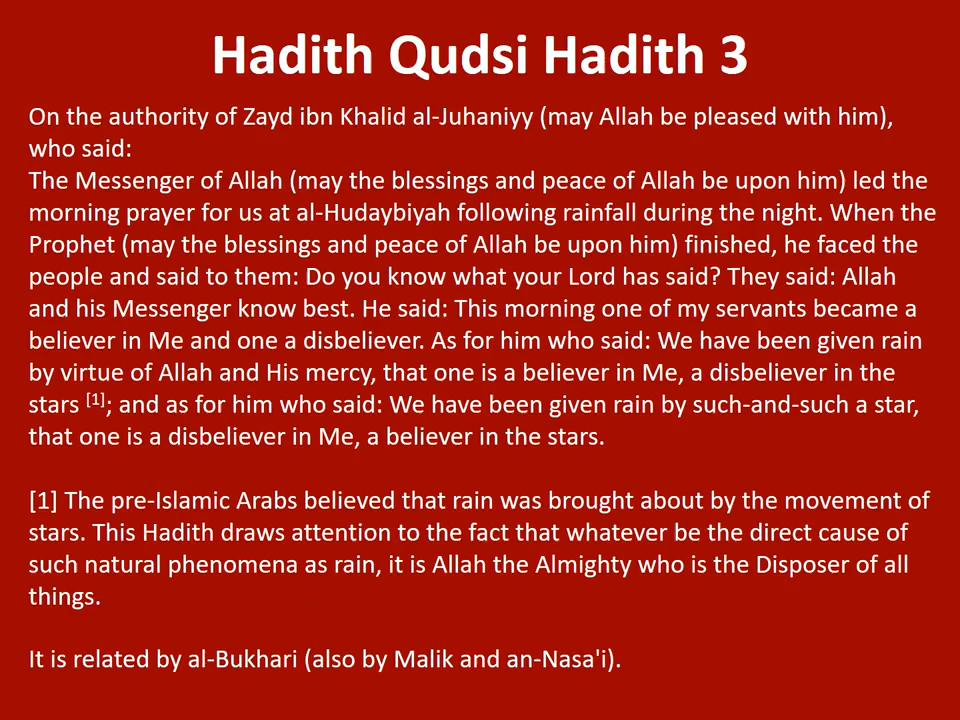 Hadith Qudsi Hadith 3
On the authority of Zayd ibn Khalid al-Juhaniyy (may Allah be pleased with him),
who said:
The Messenger of Allah (may the blessings and peace of Allah be upon him) led the
morning prayer for us at al-Hudaybiyah following rainfall during the night. When the
Prophet (may the blessings and peace of Allah be upon him) finished, he faced the
people and said to them: Do you know what your Lord has said? They said: Allah
and his Messenger know best. He said: This morning one of my servants became a
believer in Me and one a disbeliever. As for him who said: We have been given rain
by virtue of Allah and His mercy, that one is a believer in Me, a disbeliever in the
stars [1]; and as for him who said: We have been given rain by such-and-such a star,
that one is a disbeliever in Me, a believer in the stars.
[1] The pre-Islamic Arabs believed that rain was brought about by the movement of
stars. This Hadith draws attention to the fact that whatever be the direct cause of
such natural phenomena as rain, it is Allah the Almighty who is the Disposer of all
things.
It is related by al-Bukhari (also by Malik and an-Nasa'i).